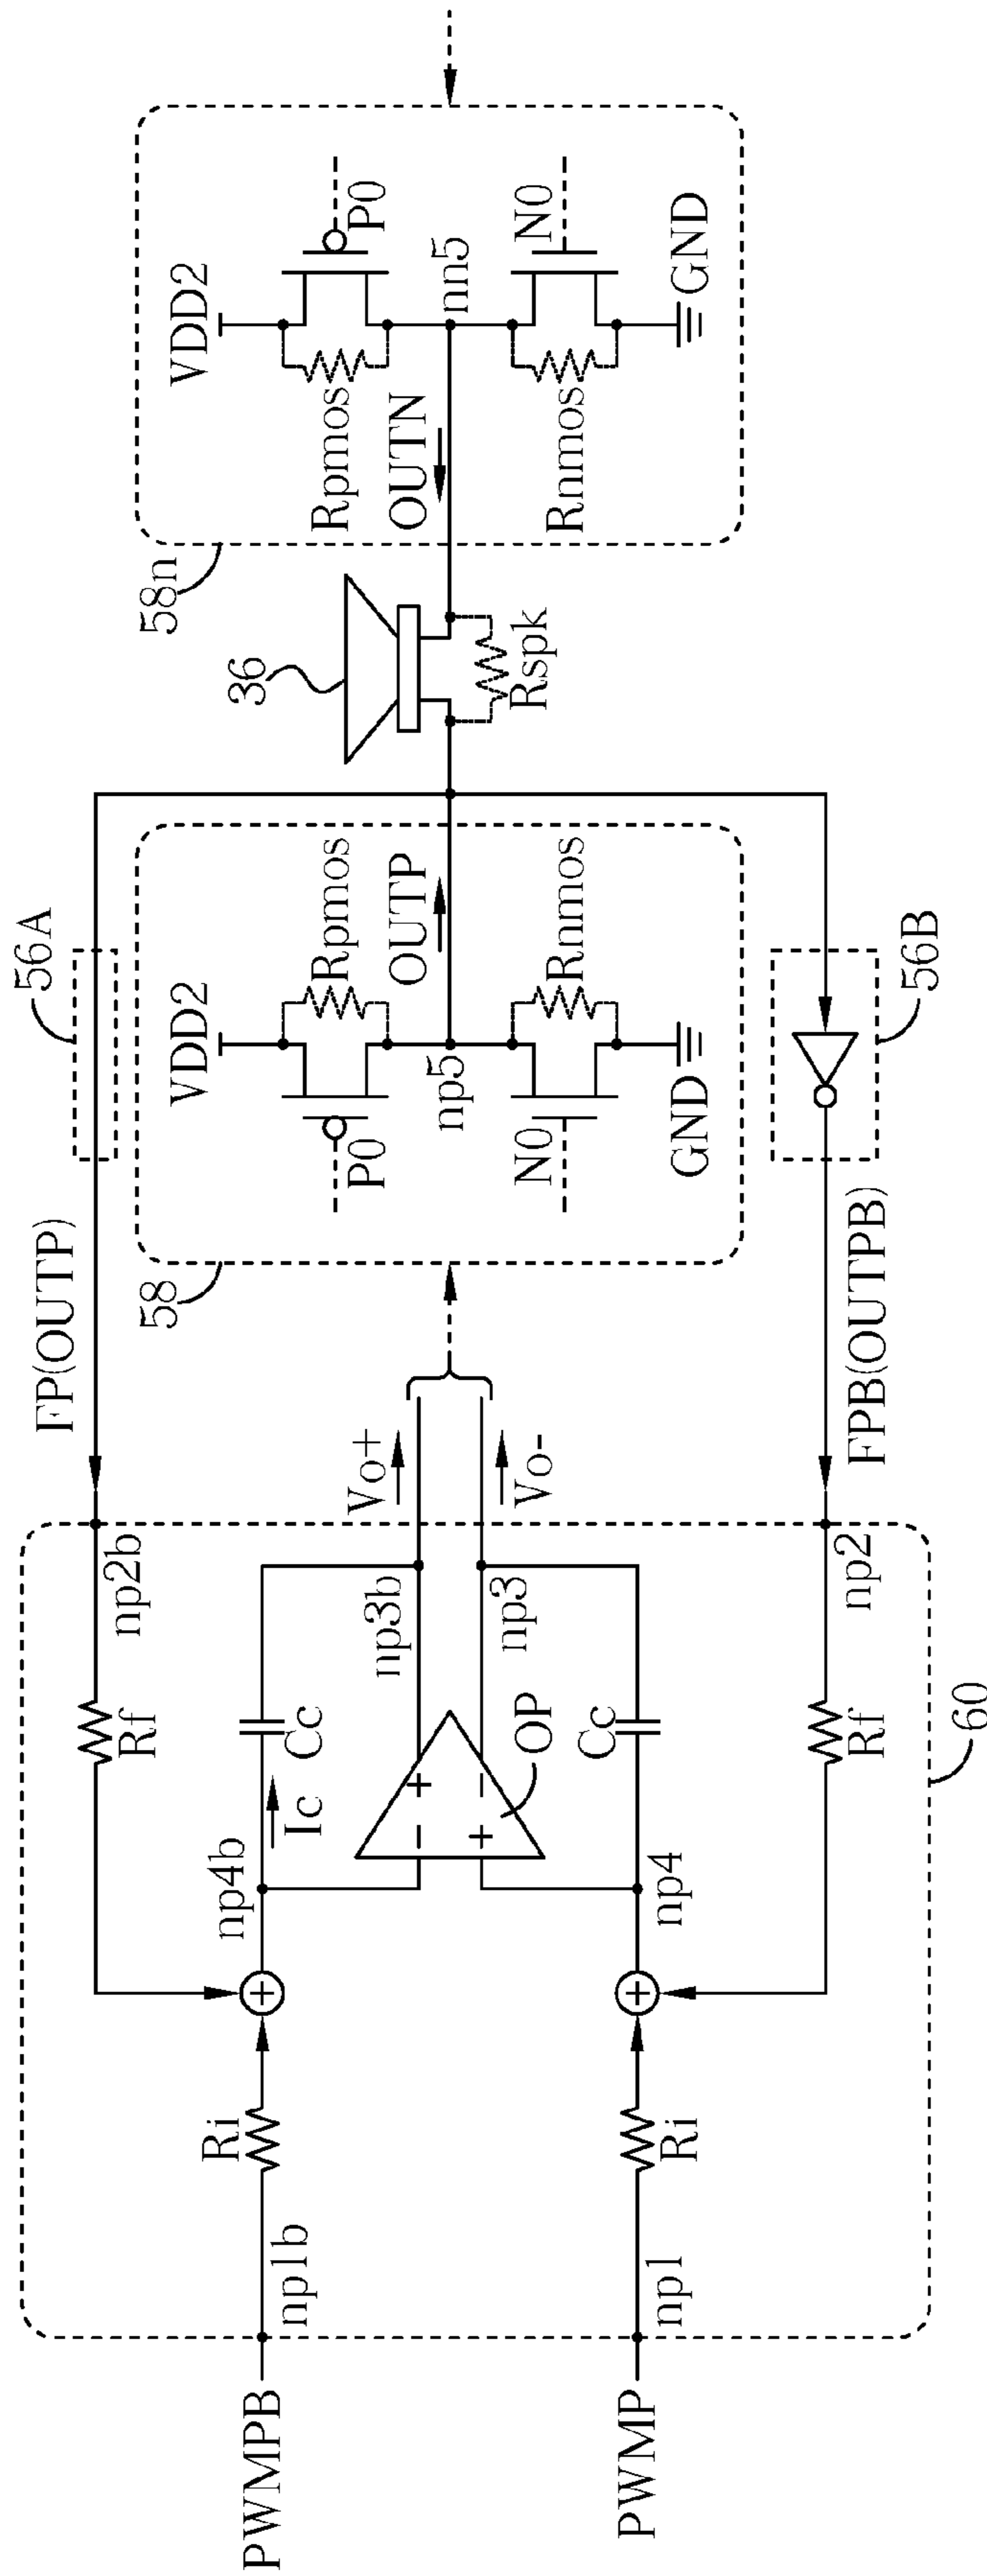 56A
FP(OUTP)
np2b
Rf
PWMPB
np1b
Ri
np4b
Ic
Cc
np3b
Vo+
OP
np3
Vo-
Cc
np4
PWMP
np1
Ri
Rf
np2
60
FPB(OUTPB)
56B
58
VDD2
P0
Rpmos
np5
OUTP
N0
Rnmos
GND
36
Rspk
58n
VDD2
P0
Rpmos
OUTN
nn5
N0
Rnmos
GND